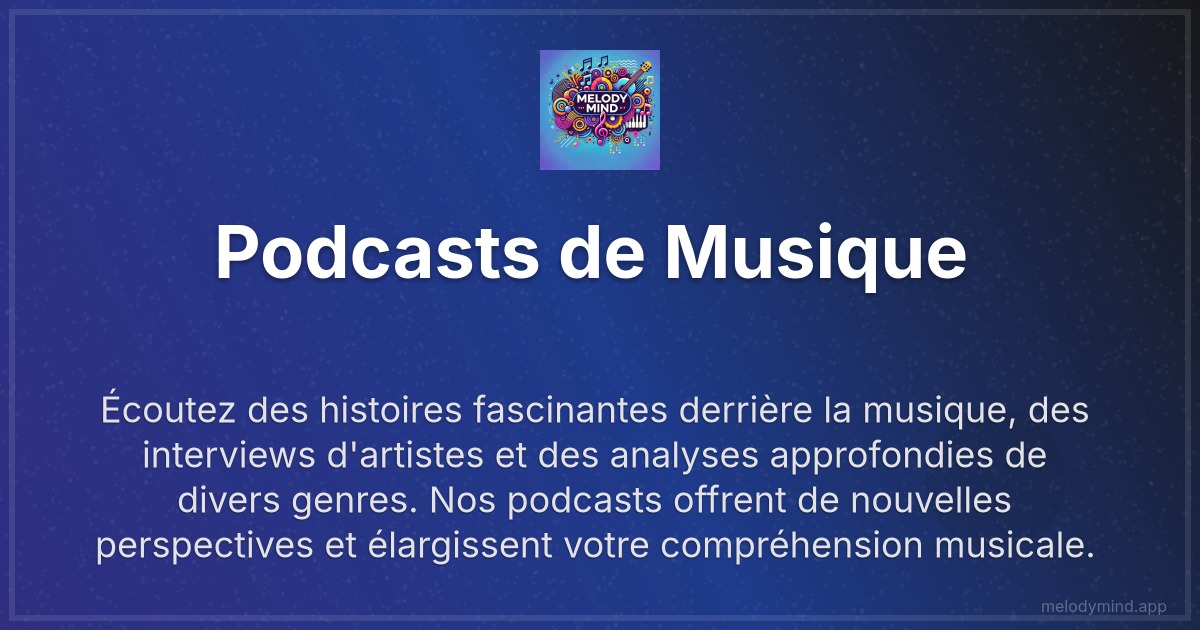 MELODY
MIND
Podcasts de Musique
Écoutez des histoires fascinantes derrière la musique, des
interviews d'artistes et des analyses approfondies de
divers genres. Nos podcasts offrent de nouvelles
perspectives et élargissent votre compréhension musicale.
melodymind.app